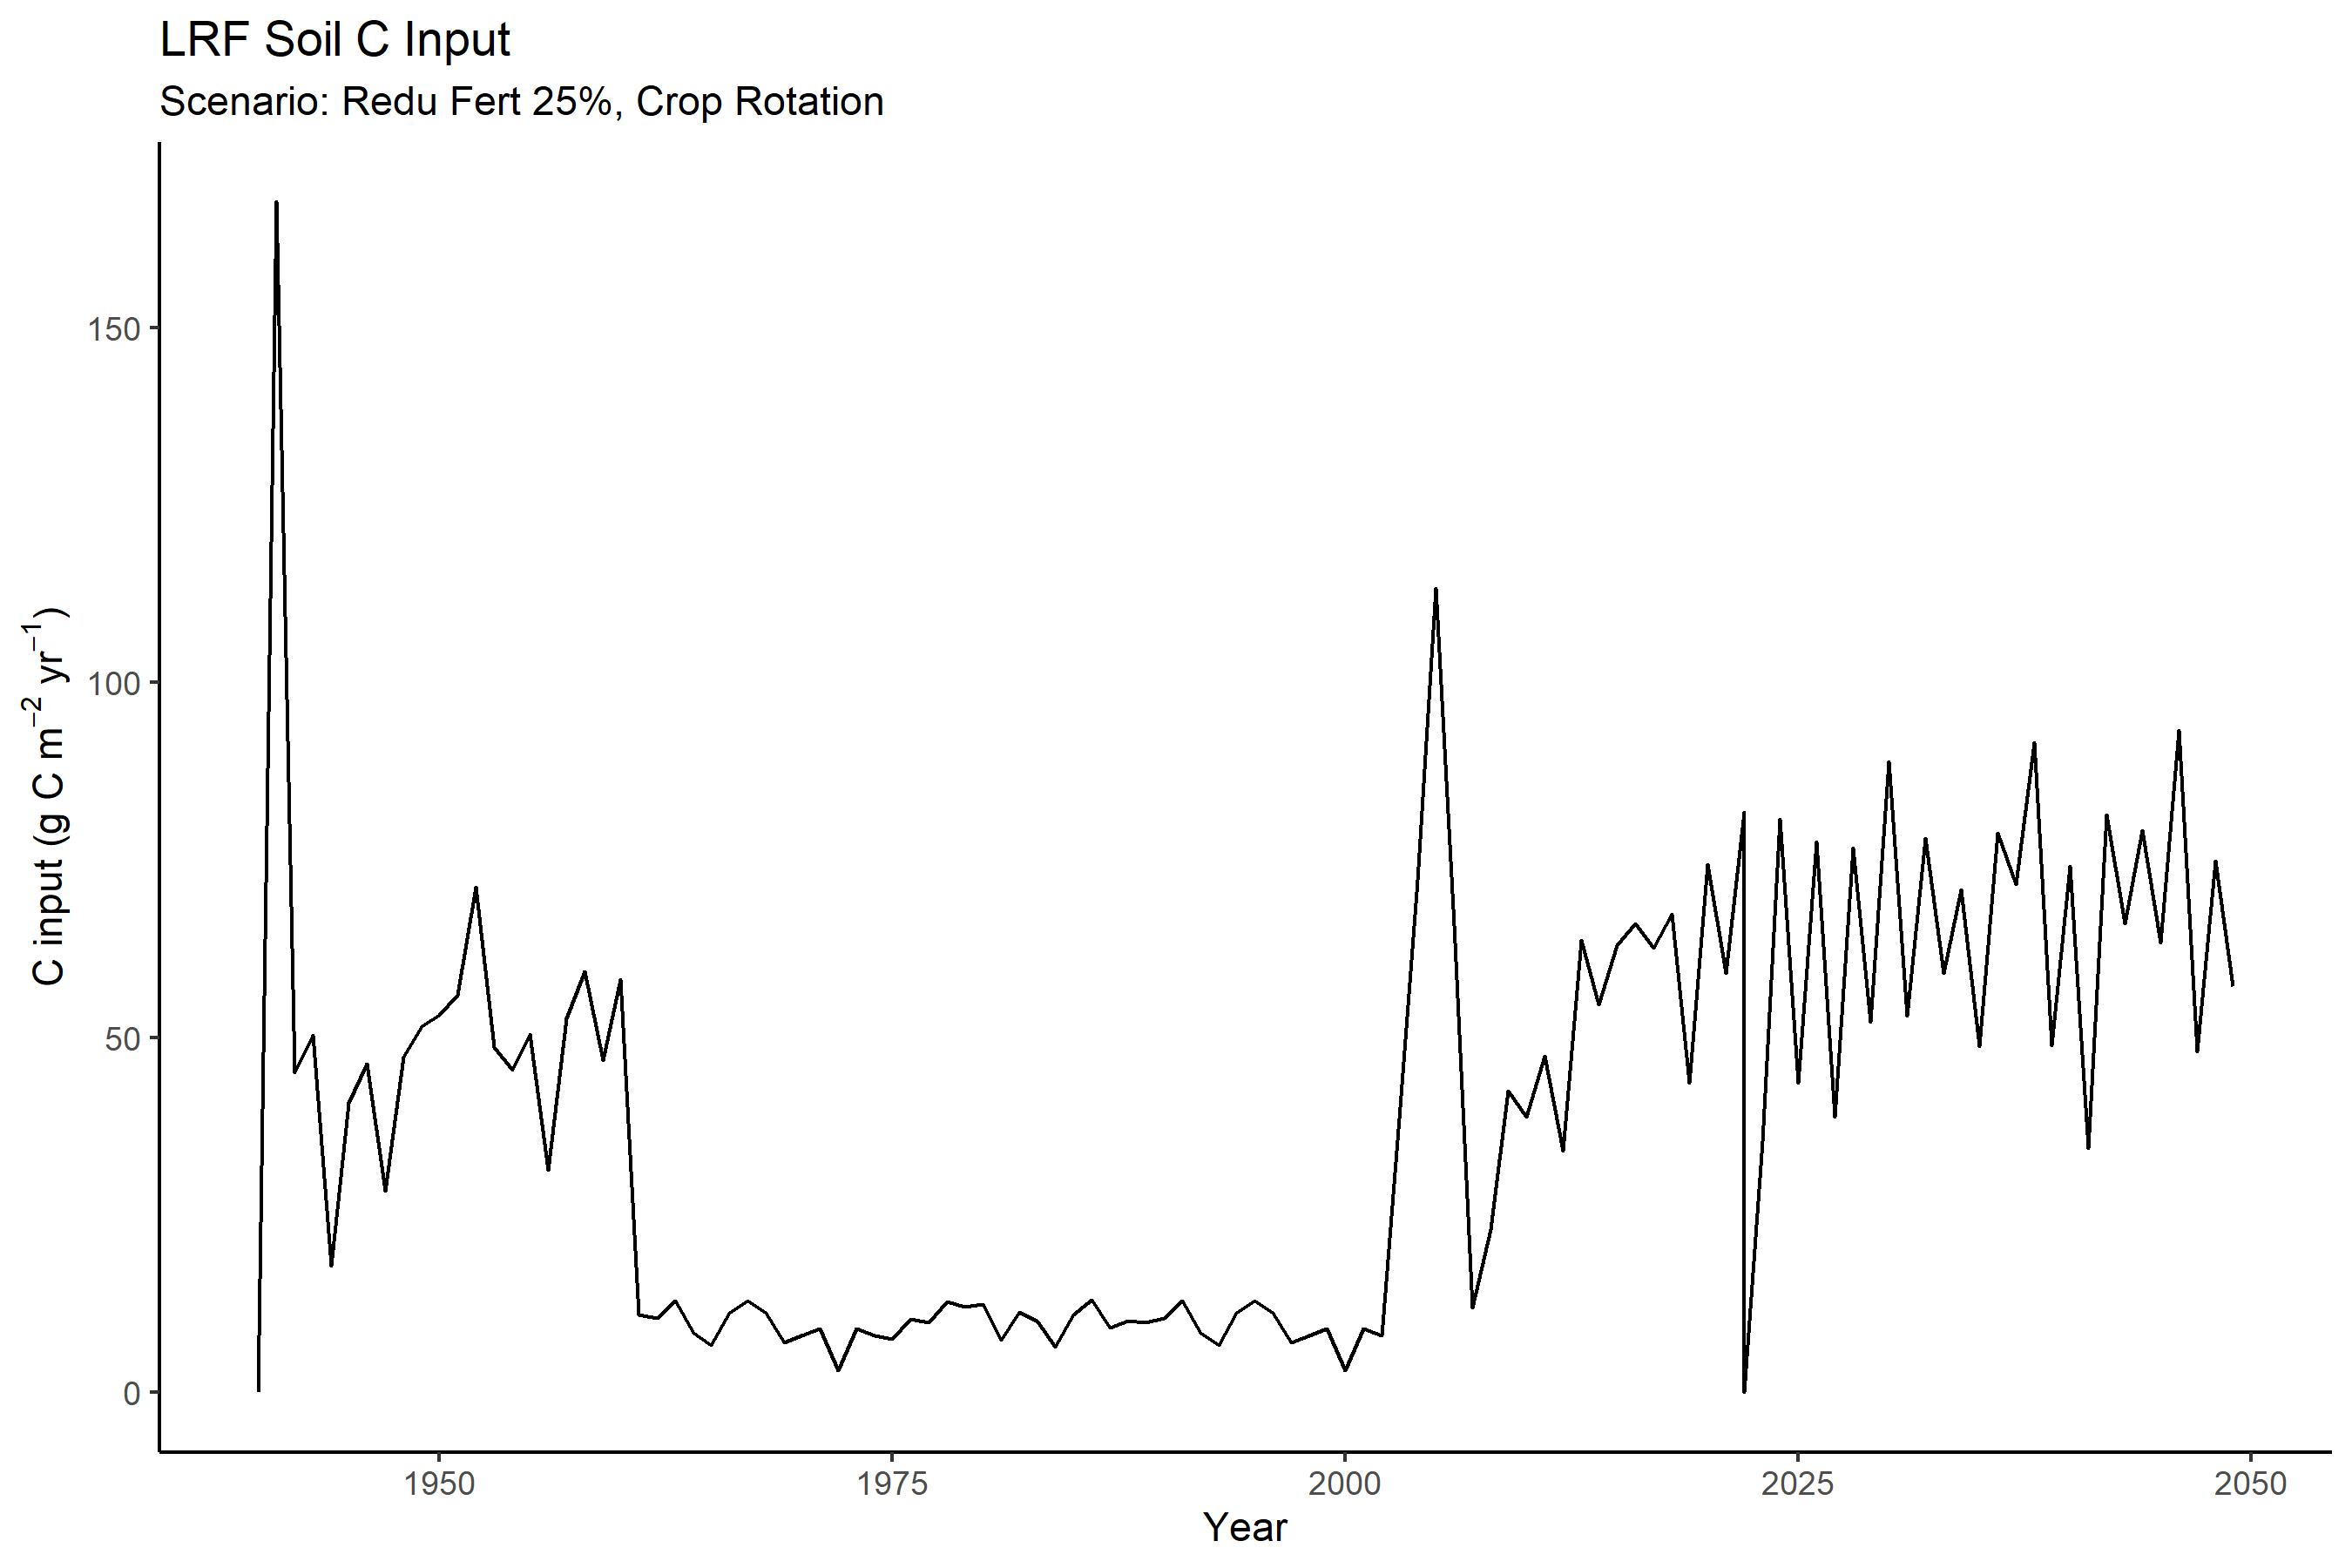 LRF Soil C Input
Scenario: Redu Fert 25%, Crop Rotation
C input (g C m⁻² yr⁻¹)
150
100
50
0
1950 1975 2000 2025 2050
Year